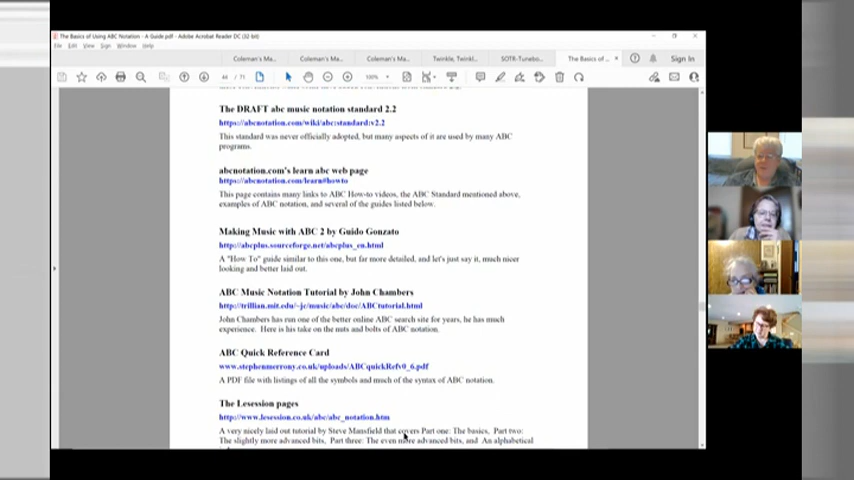 The Basics of Using ABC Notation - A Guide.pdf - Adobe Acrobat Reader DC (32-bit)
File Edit View Sign Window Help
Coleman's Ma... Coleman's Ma... Coleman's Ma... Twinkle, Twinkl... SOTR-Tunebo... The Basics of ... × Sign In
44 / 71 100%
The DRAFT abc music notation standard 2.2
https://abcnotation.com/wiki/abc:standard:v2.2
This standard was never officially adopted, but many aspects of it are used by many ABC
programs.
abcnotation.com's learn abc web page
https://abcnotation.com/learn#howto
This page contains many links to ABC How-to videos, the ABC Standard mentioned above,
examples of ABC notation, and several of the guides listed below.
Making Music with ABC 2 by Guido Gonzato
http://abcplus.sourceforge.net/abcplus_en.html
A "How To" guide similar to this one, but far more detailed, and let's just say it, much nicer
looking and better laid out.
ABC Music Notation Tutorial by John Chambers
http://trillian.mit.edu/~jc/music/abc/doc/ABCtutorial.html
John Chambers has run one of the better online ABC search site for years, he has much
experience. Here is his take on the nuts and bolts of ABC notation.
ABC Quick Reference Card
www.stephenmerrony.co.uk/uploads/ABCquickRefv0_6.pdf
A PDF file with listings of all the symbols and much of the syntax of ABC notation.
The Lesession pages
http://www.lesession.co.uk/abc/abc_notation.htm
A very nicely laid out tutorial by Steve Mansfield that covers Part one: The basics, Part two:
The slightly more advanced bits, Part three: The even more advanced bits, and An alphabetical